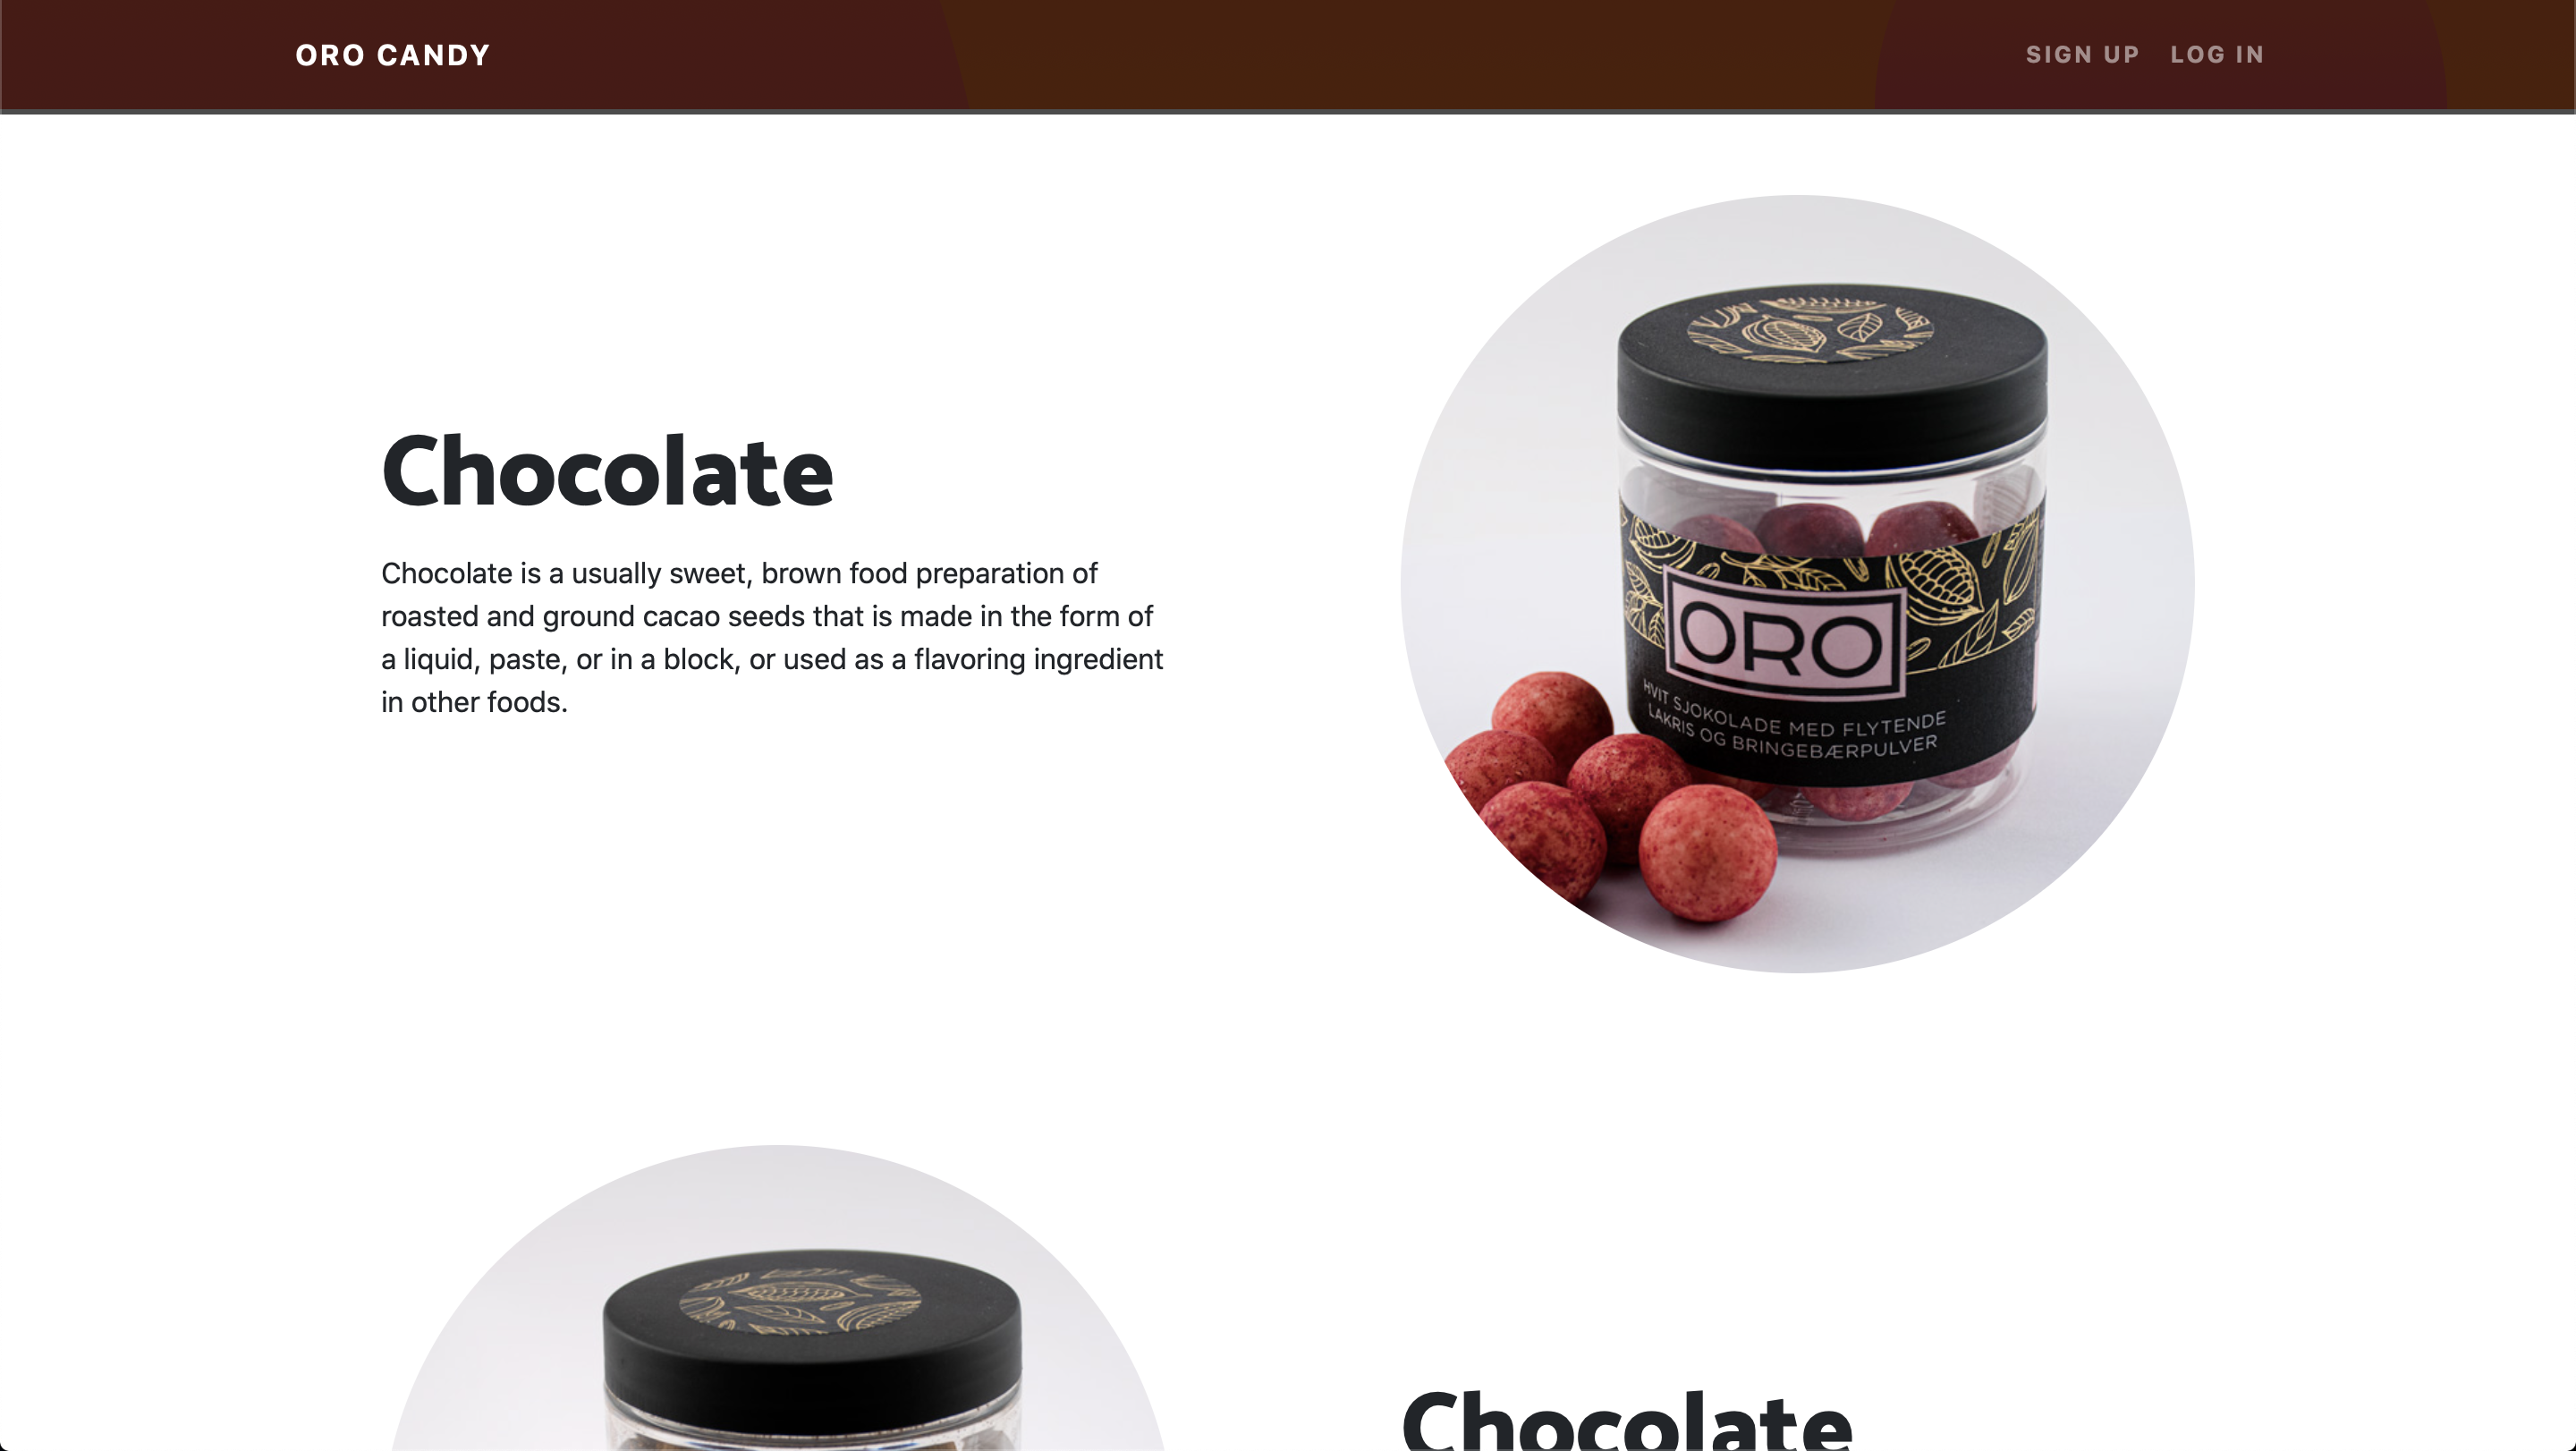 ORO CANDY
SIGN UP LOG IN
Chocolate
Chocolate is a usually sweet, brown food preparation of
roasted and ground cacao seeds that is made in the form of
a liquid, paste, or in a block, or used as a flavoring ingredient
in other foods.
ORO
HVIT SJOKOLADE MED FLYTENDE
LAKRIS OG BRINGEBÆRPULVER
Chocolate